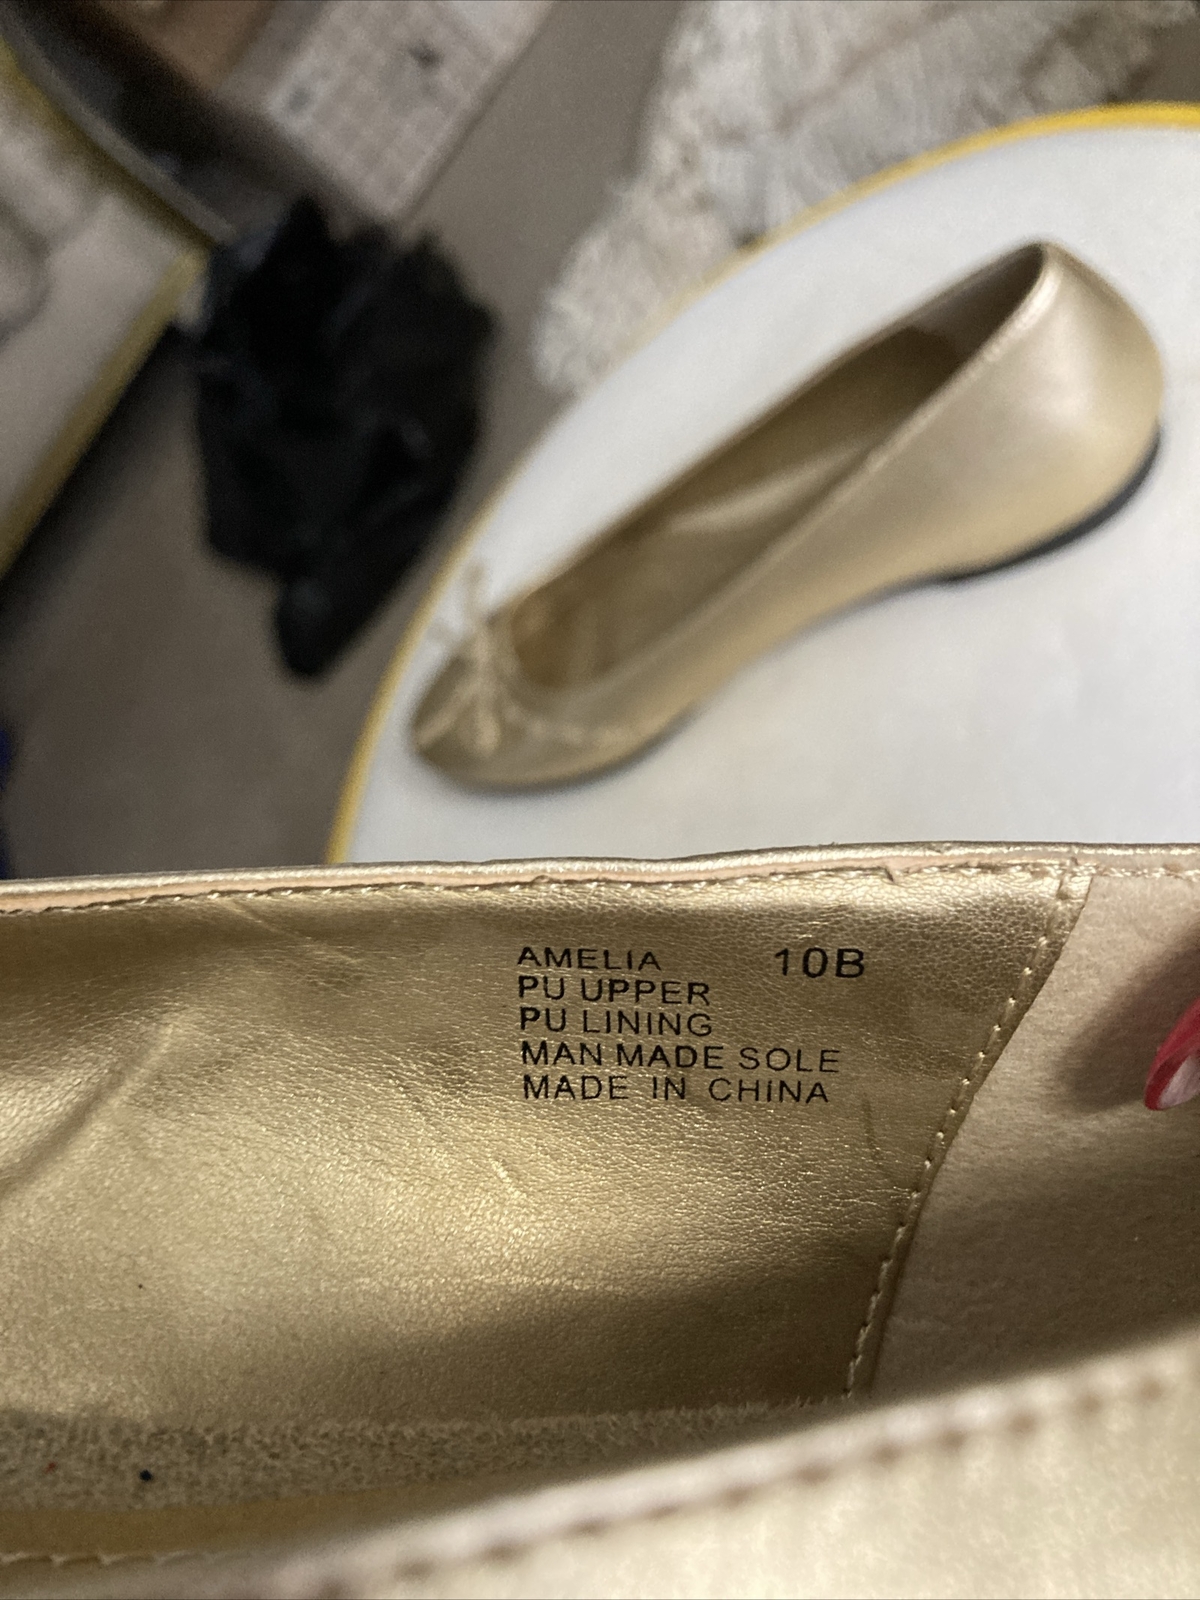 AMELIA 10B
PU UPPER
PU LINING
MAN MADE SOLE
MADE IN CHINA